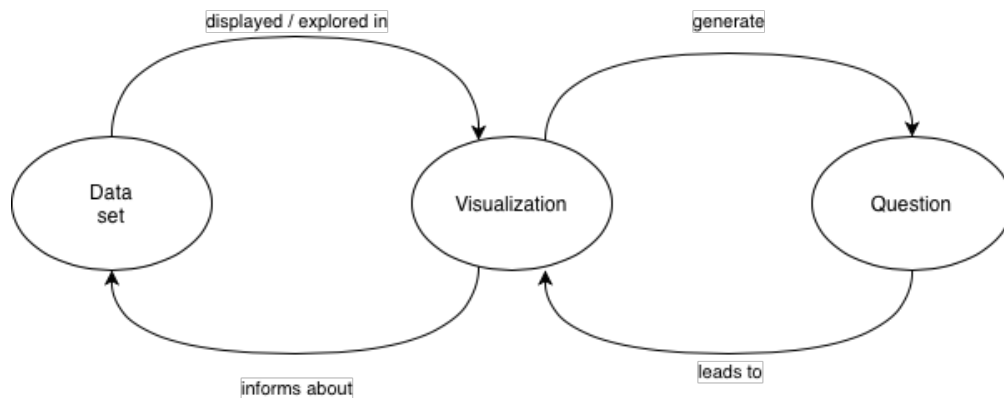 displayed / explored in
generate
Data
set
Visualization
Question
informs about
leads to